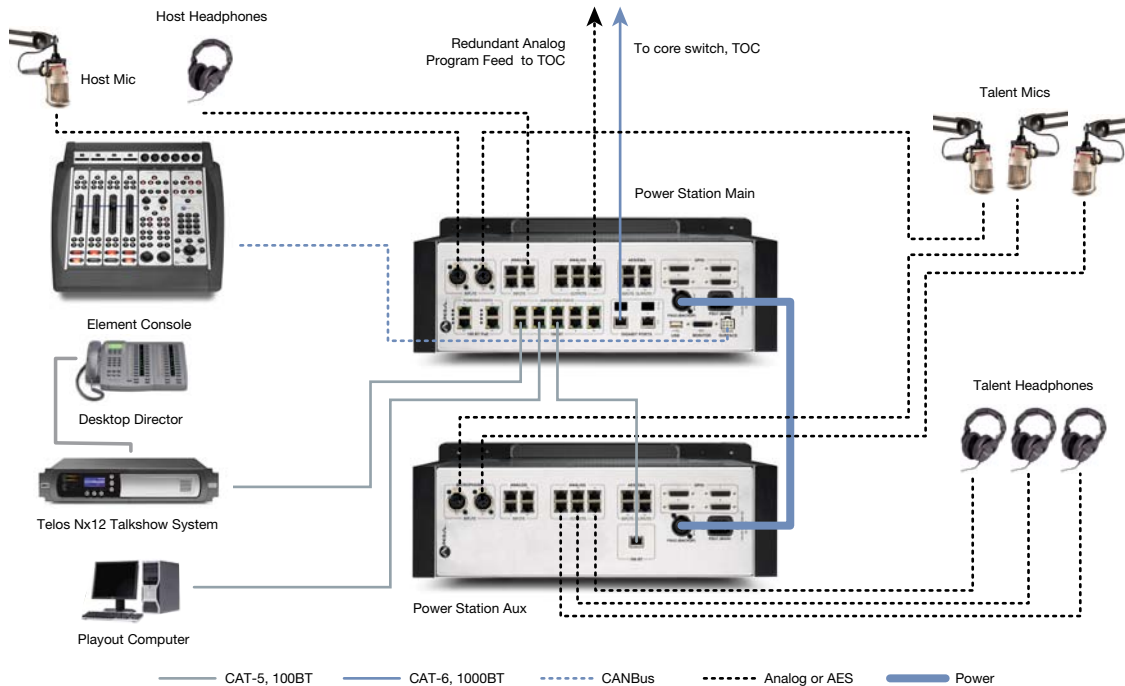 Host Headphones
Redundant Analog
Program Feed to TOC
To core switch, TOC
Host Mic
Talent Mics
Power Station Main
Element Console
Desktop Director
Talent Headphones
Telos Nx12 Talkshow System
Power Station Aux
Playout Computer
CAT-5, 100BT
CAT-6, 1000BT
CANBus
Analog or AES
Power